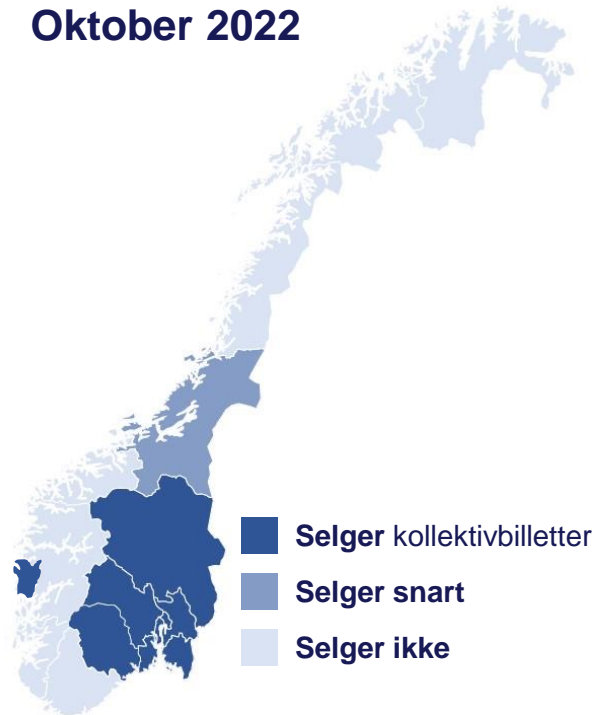 Oktober 2022
Selger kollektivbilletter
Selger snart
Selger ikke